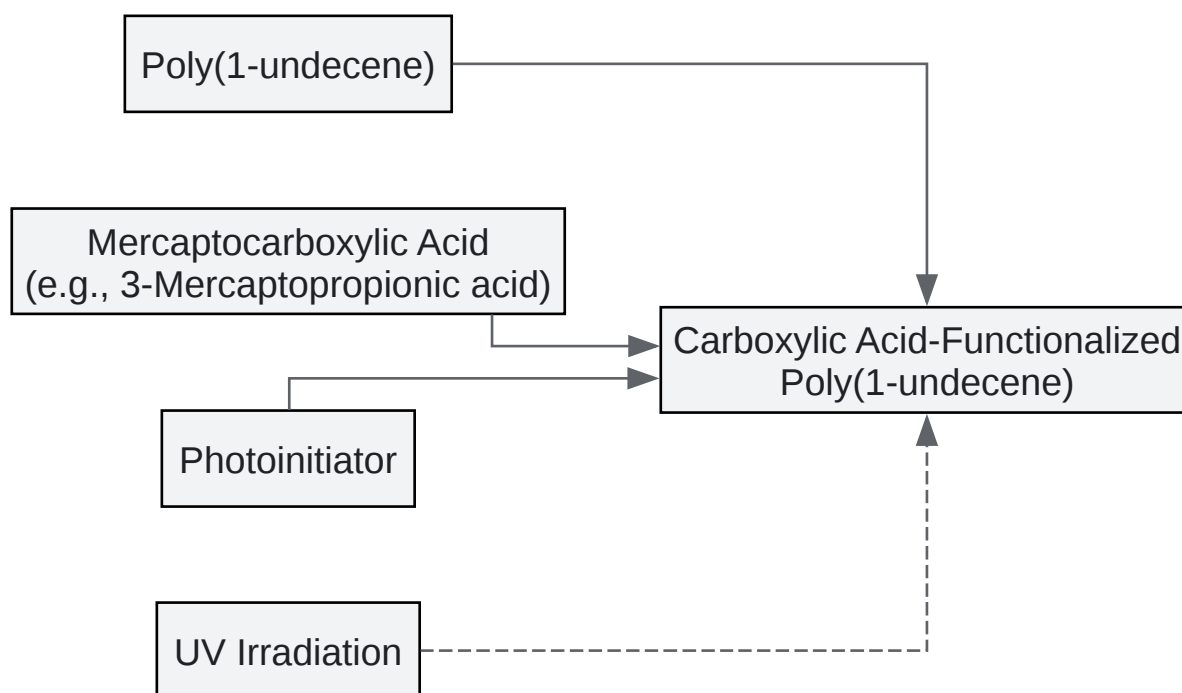 Poly(1-undecene)
Mercaptocarboxylic Acid
(e.g., 3-Mercaptopropionic acid)
Carboxylic Acid-Functionalized
Poly(1-undecene)
Photoinitiator
UV Irradiation